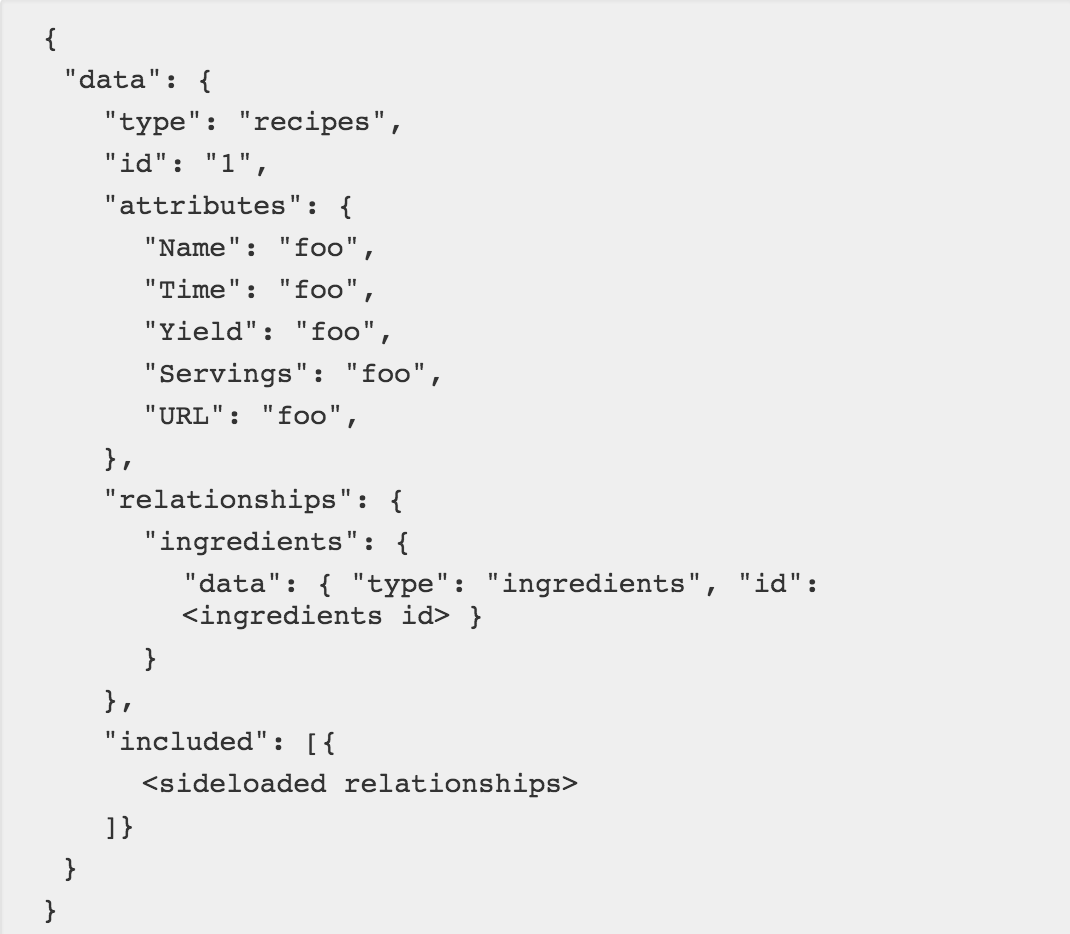 {
"data": {
"type": "recipes",
"id": "1",
"attributes": {
"Name": "foo",
"Time": "foo",
"Yield": "foo",
"Servings": "foo",
"URL": "foo",
},
"relationships": {
"ingredients": {
"data": { "type": "ingredients", "id":
<ingredients id> }
}
},
"included": [{
<sideloaded relationships>
]}
}
}